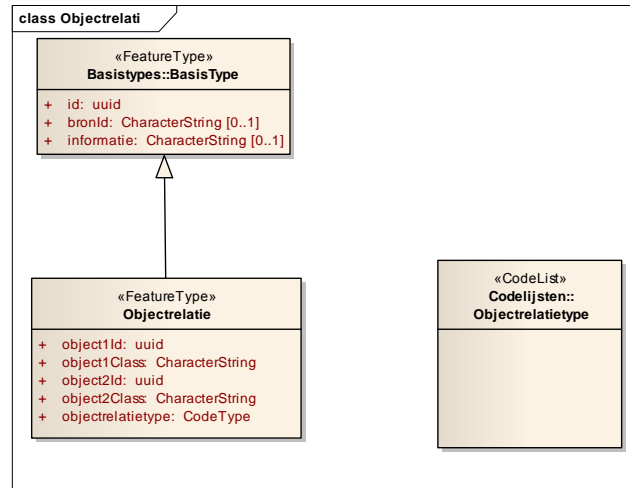 class Objectrelati
«FeatureType»
Basistypes::BasisType
+ id: uuid
+ bronId: CharacterString [0..1]
+ informatie: CharacterString [0..1]
«FeatureType»
Objectrelatie
+ object1Id: uuid
+ object1Class: CharacterString
+ object2Id: uuid
+ object2Class: CharacterString
+ objectrelatietype: CodeType
«CodeList»
Codelijsten::
Objectrelatietype